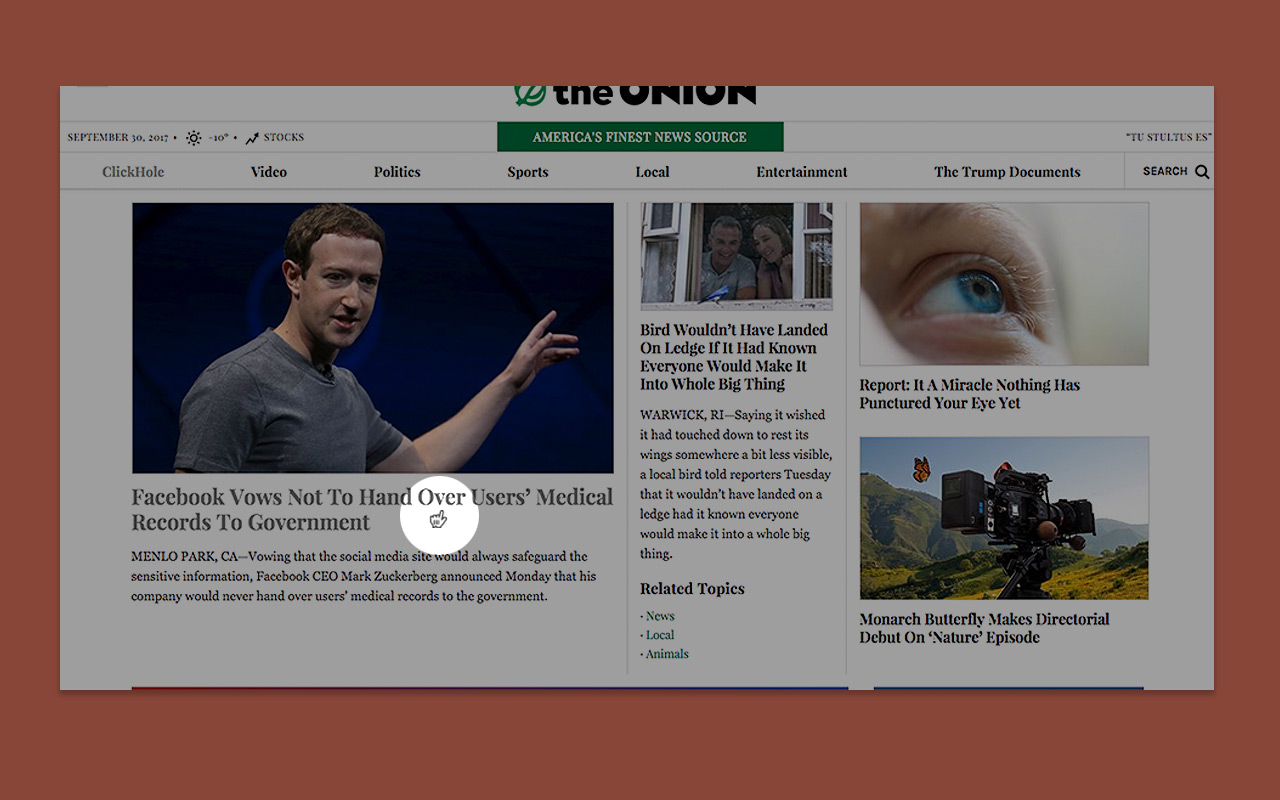 the ONION
SEPTEMBER 30, 2017 • -10° • STOCKS
AMERICA'S FINEST NEWS SOURCE
"TU STULTUS ES"
ClickHole Video Politics Sports Local Entertainment The Trump Documents SEARCH
Facebook Vows Not To Hand Over Users’ Medical
Records To Government
MENLO PARK, CA—Vowing that the social media site would always safeguard the
sensitive information, Facebook CEO Mark Zuckerberg announced Monday that his
company would never hand over users’ medical records to the government.
Bird Wouldn’t Have Landed
On Ledge If It Had Known
Everyone Would Make It
Into Whole Big Thing
WARWICK, RI—Saying it wished
it had touched down to rest its
wings somewhere a bit less visible,
a local bird told reporters Tuesday
that it wouldn’t have landed on a
ledge had it known everyone
would make it into a whole big
thing.
Related Topics
· News
· Local
· Animals
Report: It A Miracle Nothing Has
Punctured Your Eye Yet
Monarch Butterfly Makes Directorial
Debut On ‘Nature’ Episode